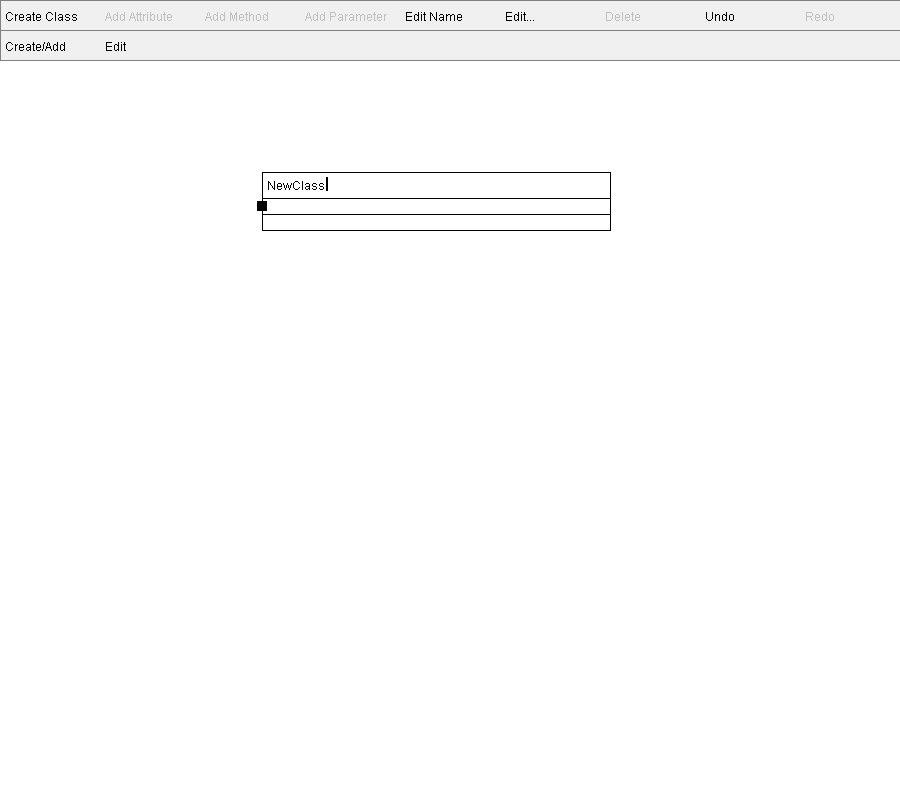 Create Class Add Attribute Add Method Add Parameter Edit Name Edit... Delete Undo Redo
Create/Add Edit
NewClass